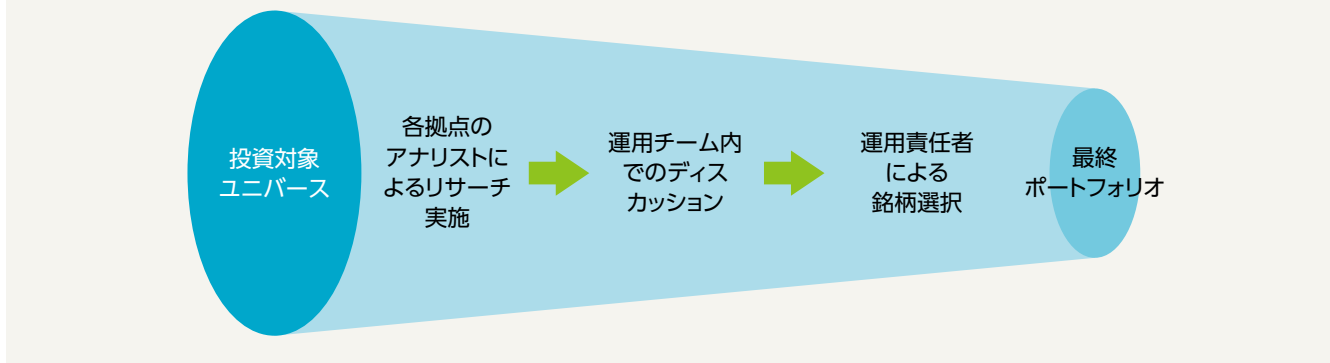 投資対象
ユニバース
各拠点の
アナリストに
よるリサーチ
実施
運用チーム内
でのディス
カッション
運用責任者
による
銘柄選択
最終
ポートフォリオ